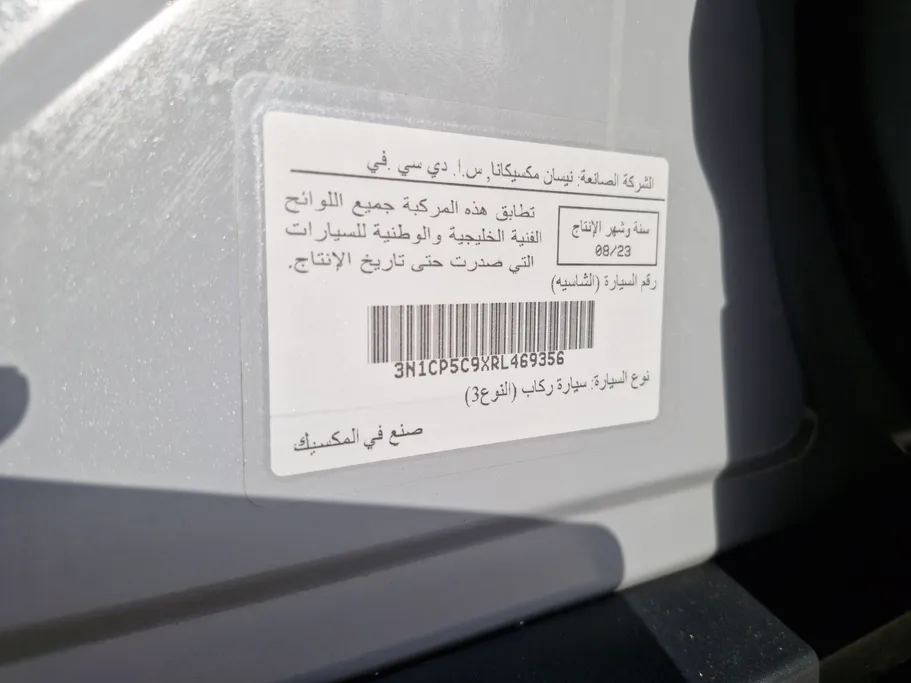 الشركة الصانعة: نيسان مكسيكانا, س.ا. دي سي .في
سنة وشهر الإنتاج
08/23
تطابق هذه المركبة جميع اللوائح
الفنية الخليجية والوطنية للسيارات
التي صدرت حتى تاريخ الإنتاج.
رقم السيارة (الشاسيه)
3N1CP5C9XRL469356
نوع السيارة: سيارة ركاب (النوع3)
صنع في المكسيك